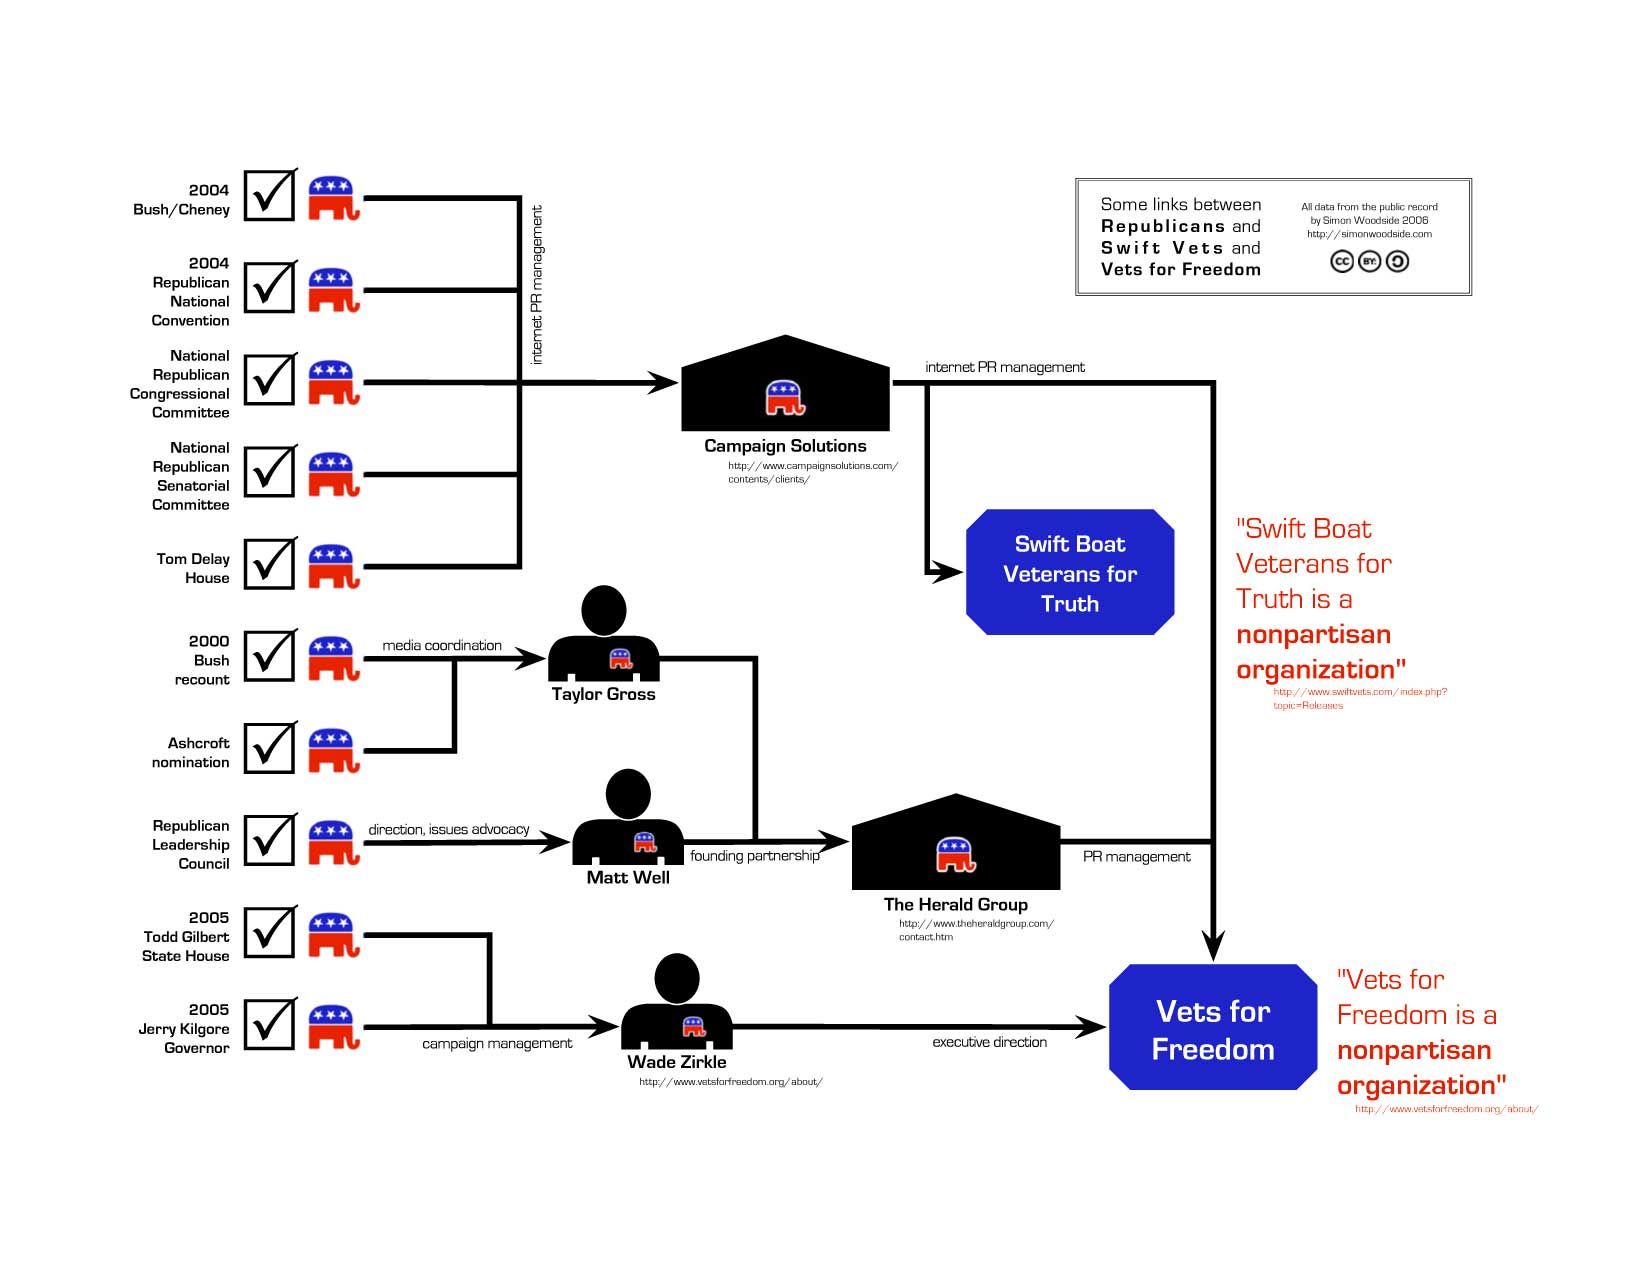 2004
Bush/Cheney
2004
Republican
National
Convention
National
Republican
Congressional
Committee
National
Republican
Senatorial
Committee
Tom Delay
House
2000
Bush
recount
Ashcroft
nomination
Republican
Leadership
Council
2005
Todd Gilbert
State House
2005
Jerry Kilgore
Governor
internet PR management
media coordination
direction, issues advocacy
campaign management
Taylor Gross
Matt Well
founding partnership
Wade Zirkle
http://www.vetsforfreedom.org/about/
Campaign Solutions
http://www.campaignsolutions.com/
contents/clients/
internet PR management
Swift Boat
Veterans for
Truth
The Herald Group
http://www.theheraldgroup.com/
contact.htm
PR management
executive direction
Vets for
Freedom
Some links between
Republicans and
Swift Vets and
Vets for Freedom
All data from the public record
by Simon Woodside 2006
http://simonwoodside.com
CC BY:
"Swift Boat
Veterans for
Truth is a
nonpartisan
organization"
http://www.swiftvets.com/index.php?
topic=Releases
"Vets for
Freedom is a
nonpartisan
organization"
http://www.vetsforfreedom.org/about/